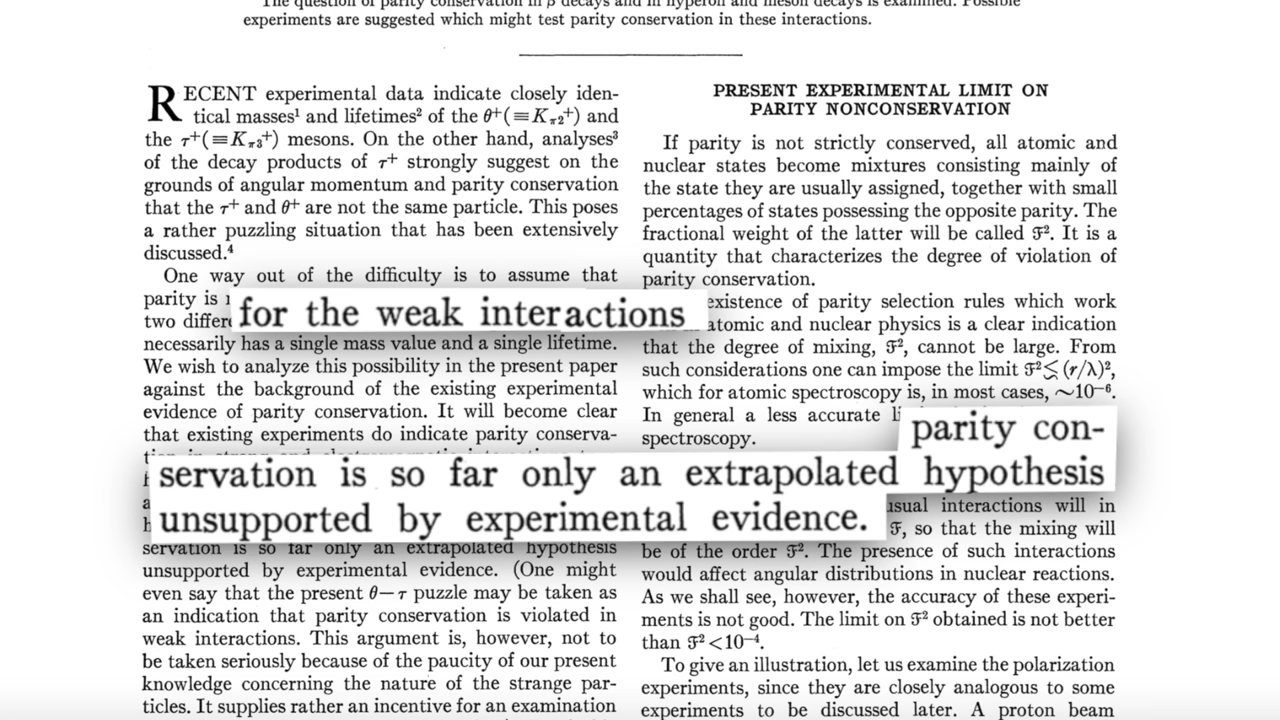 The question of parity conservation in β decays and in hyperon and meson decays is examined. Possible
experiments are suggested which might test parity conservation in these interactions.
RECENT experimental data indicate closely iden-
tical masses¹ and lifetimes² of the θ⁺(≡Kπ2⁺) and
the τ⁺(≡Kπ3⁺) mesons. On the other hand, analyses³
of the decay products of τ⁺ strongly suggest on the
grounds of angular momentum and parity conservation
that the τ⁺ and θ⁺ are not the same particle. This poses
a rather puzzling situation that has been extensively
discussed.⁴
One way out of the difficulty is to assume that
parity is
two differe
necessarily has a single mass value and a single lifetime.
We wish to analyze this possibility in the present paper
against the background of the existing experimental
evidence of parity conservation. It will become clear
that existing experiments do indicate parity conserva-
for the weak interactions
parity con-
servation is so far only an extrapolated hypothesis
unsupported by experimental evidence.
servation is so far only an extrapolated hypothesis
unsupported by experimental evidence. (One might
even say that the present θ−τ puzzle may be taken as
an indication that parity conservation is violated in
weak interactions. This argument is, however, not to
be taken seriously because of the paucity of our present
knowledge concerning the nature of the strange par-
ticles. It supplies rather an incentive for an examination
PRESENT EXPERIMENTAL LIMIT ON
PARITY NONCONSERVATION
If parity is not strictly conserved, all atomic and
nuclear states become mixtures consisting mainly of
the state they are usually assigned, together with small
percentages of states possessing the opposite parity. The
fractional weight of the latter will be called ℱ². It is a
quantity that characterizes the degree of violation of
parity conservation.
existence of parity selection rules which work
atomic and nuclear physics is a clear indication
that the degree of mixing, ℱ², cannot be large. From
such considerations one can impose the limit ℱ²≲(r/λ)²,
which for atomic spectroscopy is, in most cases, ∼10⁻⁶.
In general a less accurate
spectroscopy.
interactions will in
ℱ, so that the mixing will
be of the order ℱ². The presence of such interactions
would affect angular distributions in nuclear reactions.
As we shall see, however, the accuracy of these experi-
ments is not good. The limit on ℱ² obtained is not better
than ℱ²<10⁻⁴.
To give an illustration, let us examine the polarization
experiments, since they are closely analogous to some
experiments to be discussed later. A proton beam